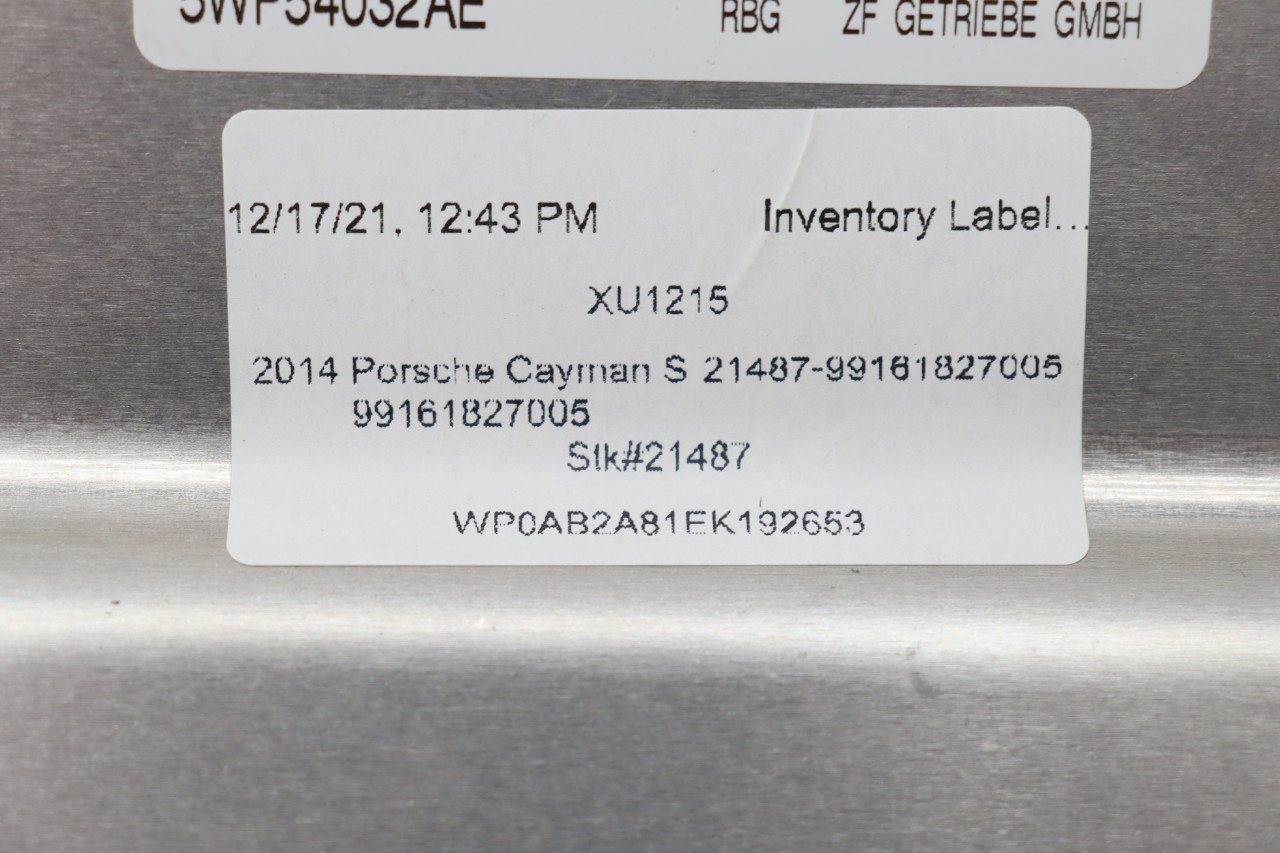 5WP54032AE RBG ZF GETRIEBE GMBH
12/17/21, 12:43 PM Inventory Label...
XU1215
2014 Porsche Cayman S 21487-99161827005
99161827005
Stk#21487
WP0AB2A81EK192653